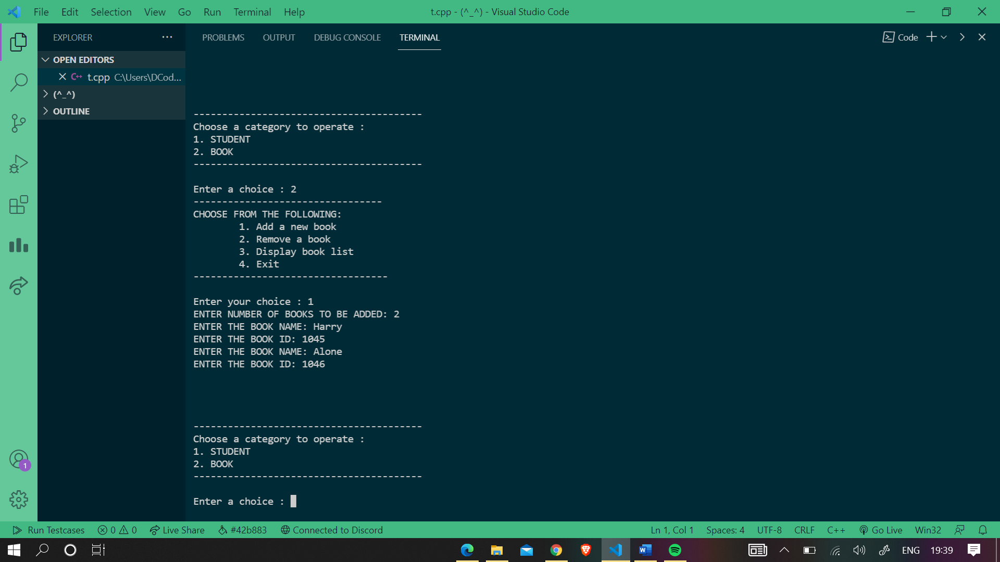 File Edit Selection View Go Run Terminal Help
t.cpp - (^_^) - Visual Studio Code
EXPLORER ...
OPEN EDITORS
C++ t.cpp C:\Users\DCod...
(^_^)
OUTLINE
1
PROBLEMS OUTPUT DEBUG CONSOLE TERMINAL
Code
----------------------------------------
Choose a category to operate :
1. STUDENT
2. BOOK
----------------------------------------
Enter a choice : 2
---------------------------------
CHOOSE FROM THE FOLLOWING:
1. Add a new book
2. Remove a book
3. Display book list
4. Exit
----------------------------------
Enter your choice : 1
ENTER NUMBER OF BOOKS TO BE ADDED: 2
ENTER THE BOOK NAME: Harry
ENTER THE BOOK ID: 1045
ENTER THE BOOK NAME: Alone
ENTER THE BOOK ID: 1046
----------------------------------------
Choose a category to operate :
1. STUDENT
2. BOOK
----------------------------------------
Enter a choice :
Run Testcases 0 0 Live Share #42b883 Connected to Discord Ln 1, Col 1 Spaces: 4 UTF-8 CRLF C++ Go Live Win32
W ENG 19:39